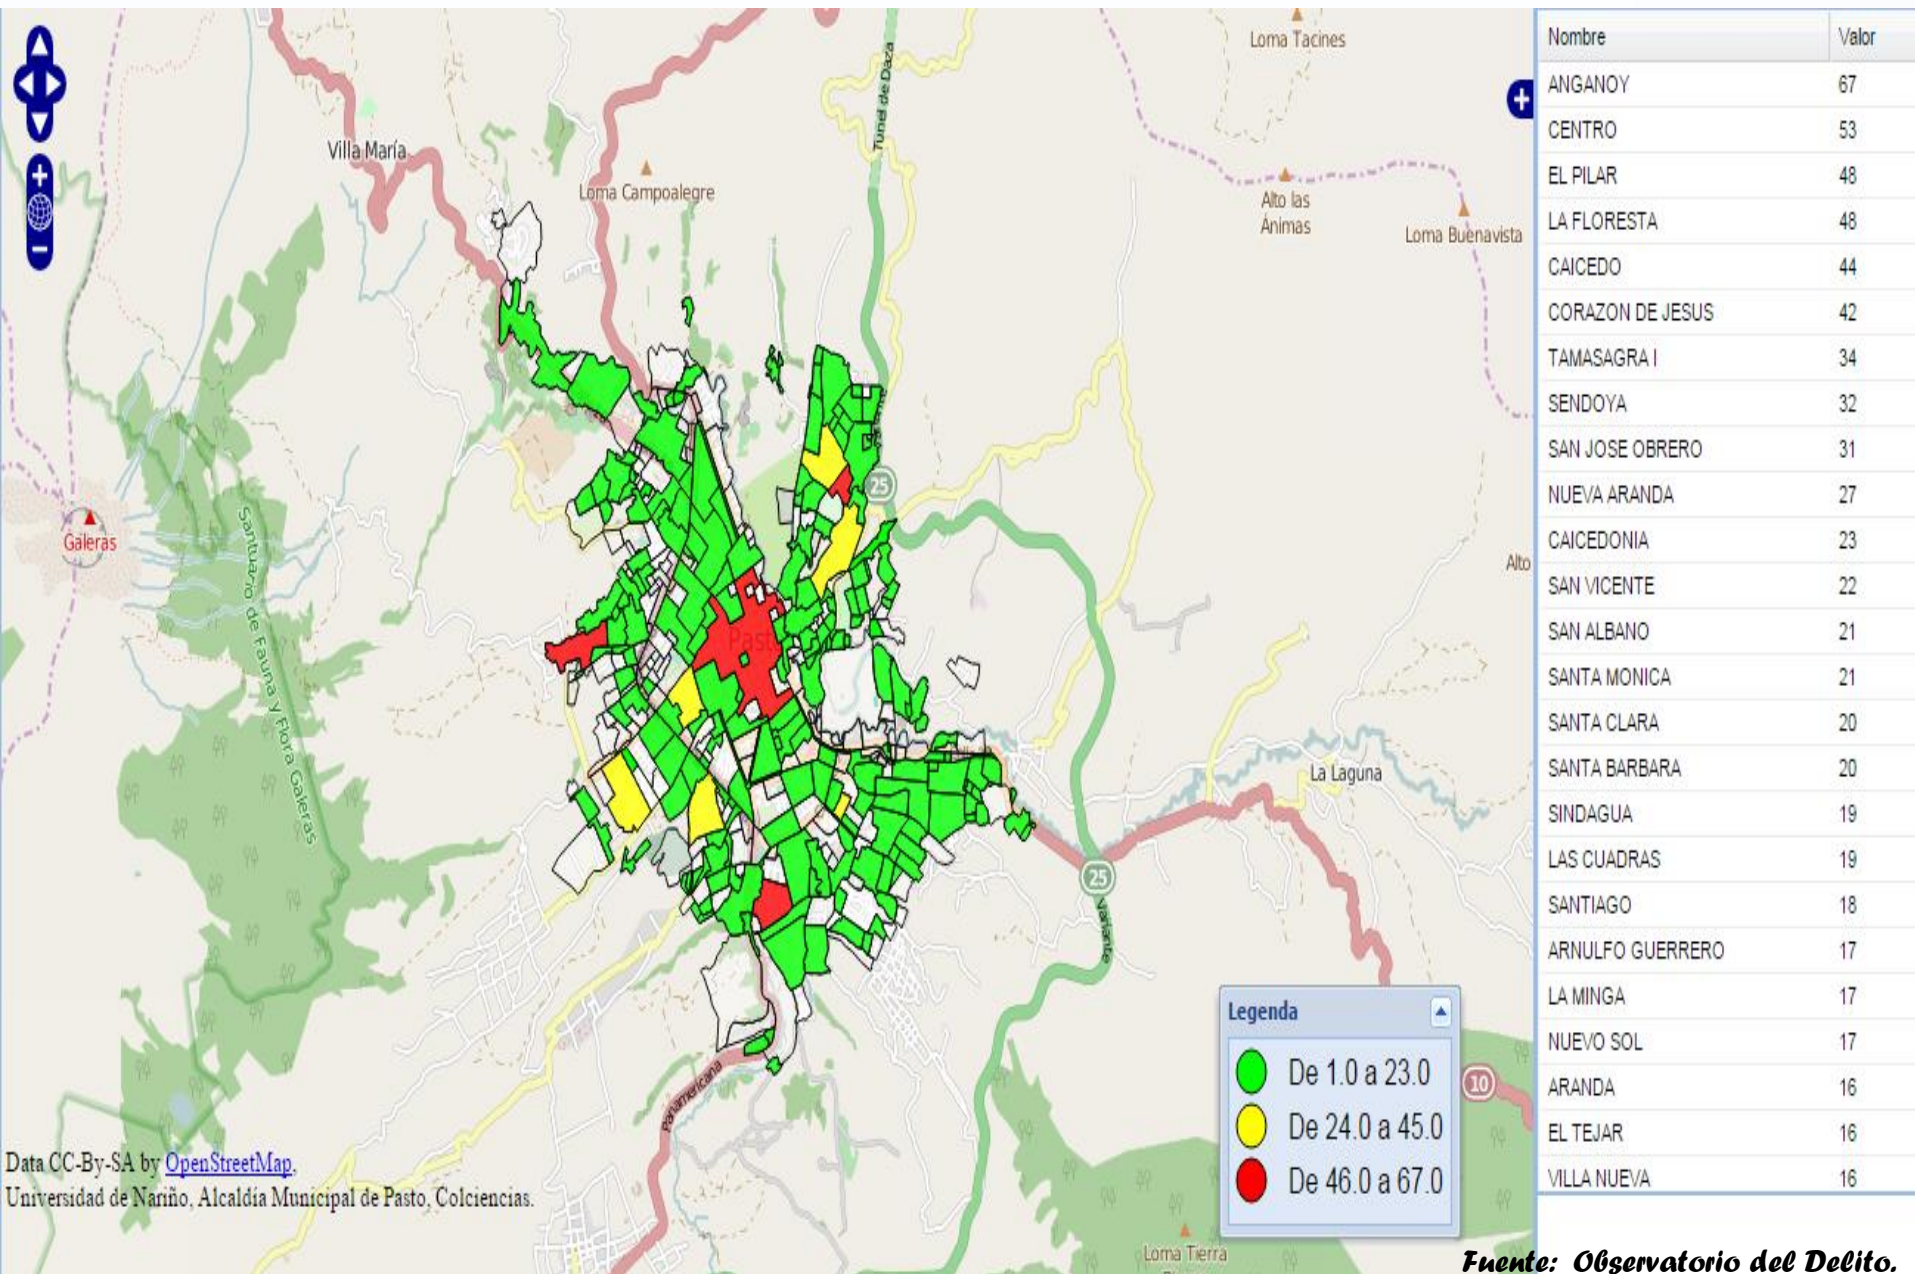 Loma Tacines
Túnel de Daza
Villa María
Loma Campoalegre
Alto las
Ánimas
Loma Buenavista
25
Galeras
Santuario de Fauna y Flora Galeras
Alto
Pasto
La Laguna
25
Variante
Panamericana
10
Loma Tierra
Legenda
De 1.0 a 23.0
De 24.0 a 45.0
De 46.0 a 67.0
Data CC-By-SA by OpenStreetMap,
Universidad de Nariño, Alcaldía Municipal de Pasto, Colciencias.
Nombre Valor
ANGANOY 67
CENTRO 53
EL PILAR 48
LA FLORESTA 48
CAICEDO 44
CORAZON DE JESUS 42
TAMASAGRA I 34
SENDOYA 32
SAN JOSE OBRERO 31
NUEVA ARANDA 27
CAICEDONIA 23
SAN VICENTE 22
SAN ALBANO 21
SANTA MONICA 21
SANTA CLARA 20
SANTA BARBARA 20
SINDAGUA 19
LAS CUADRAS 19
SANTIAGO 18
ARNULFO GUERRERO 17
LA MINGA 17
NUEVO SOL 17
ARANDA 16
EL TEJAR 16
VILLA NUEVA 16
Fuente: Observatorio del Delito.